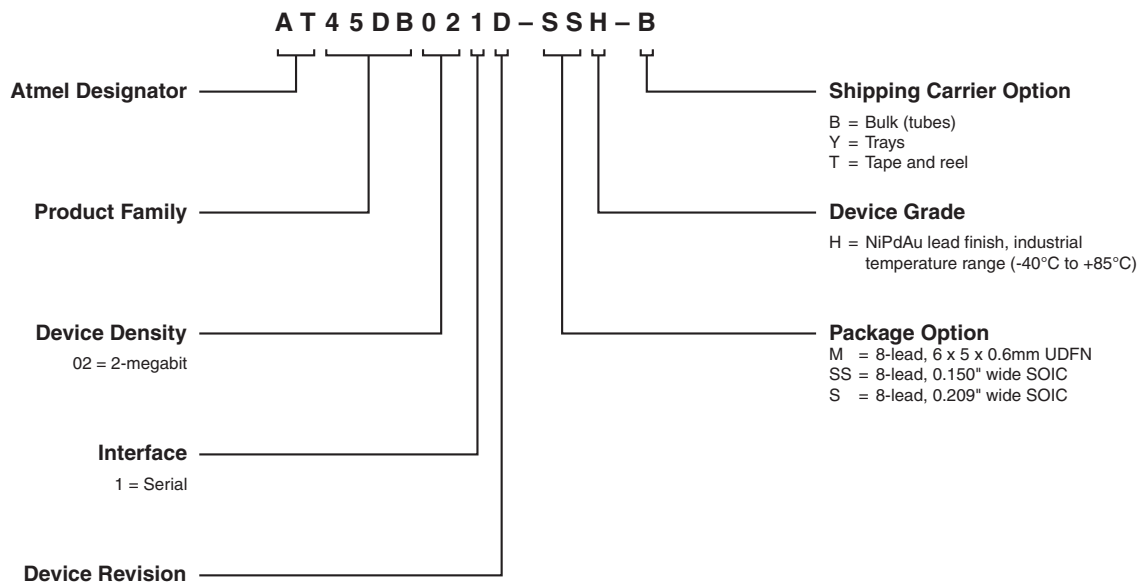 A T 4 5 D B 0 2 1 D – S S H – B
Atmel Designator
Product Family
Device Density
02 = 2-megabit
Interface
1 = Serial
Device Revision
Shipping Carrier Option
B = Bulk (tubes)
Y = Trays
T = Tape and reel
Device Grade
H = NiPdAu lead finish, industrial
temperature range (-40°C to +85°C)
Package Option
M = 8-lead, 6 x 5 x 0.6mm UDFN
SS = 8-lead, 0.150" wide SOIC
S = 8-lead, 0.209" wide SOIC